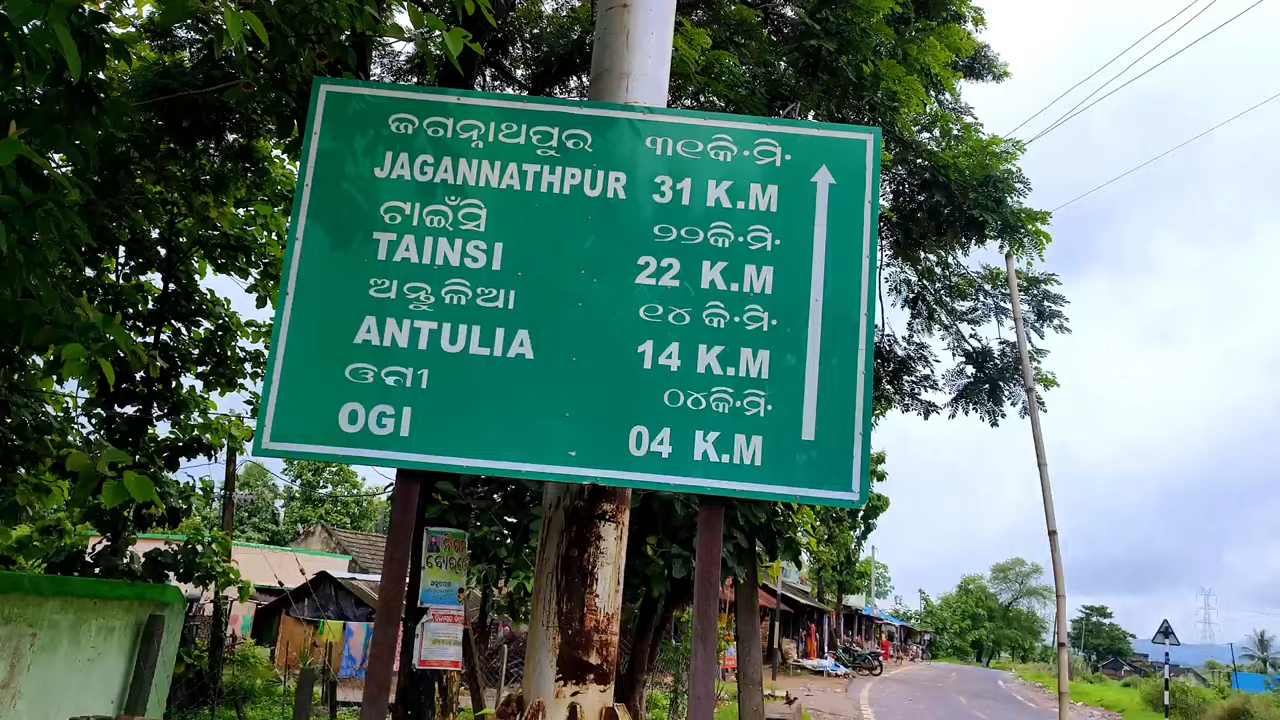 ଜଗନ୍ନାଥପୁର ୩୧କି.ମି.
JAGANNATHPUR 31 K.M
ଟାଇଁସି ୨୨କି.ମି.
TAINSI 22 K.M
ଅନ୍ତୁଳିଆ ୧୪ କି.ମି.
ANTULIA 14 K.M
ଓଗୀ ୦୪କି.ମି.
OGI 04 K.M